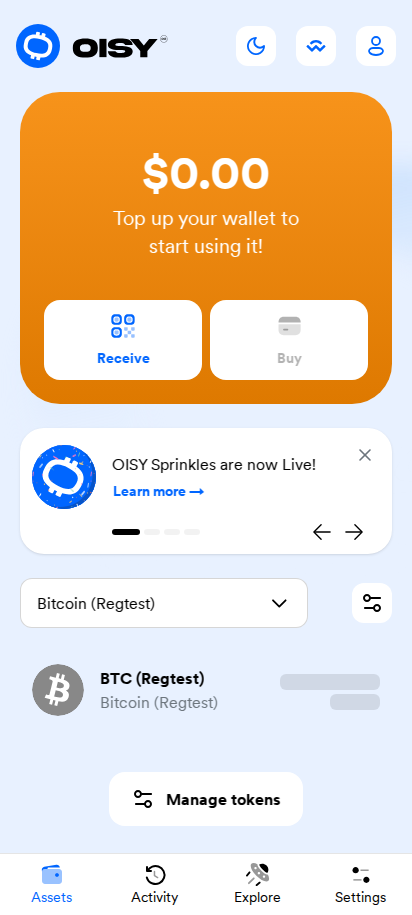 OISY
$0.00
Top up your wallet to
start using it!
Receive
Buy
OISY Sprinkles are now Live!
Learn more →
Bitcoin (Regtest)
BTC (Regtest)
Bitcoin (Regtest)
Manage tokens
Assets
Activity
Explore
Settings